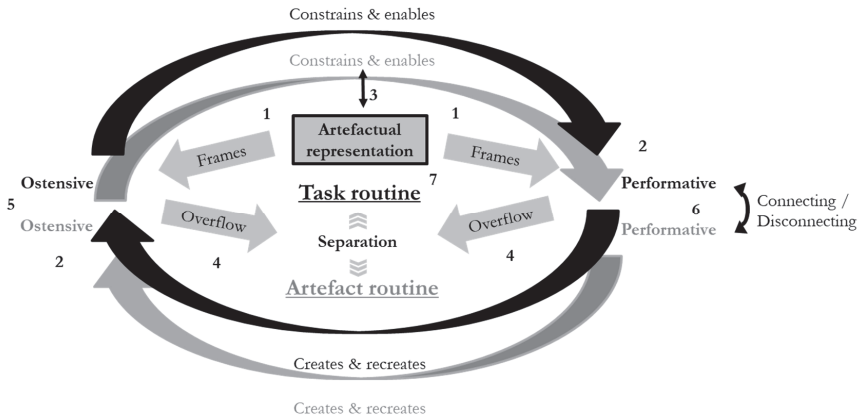 Constrains & enables
Constrains & enables
3
1
1
Artefactual
representation
Frames
Frames
2
7
Ostensive
Task routine
Performative
5
6
Connecting /
Disconnecting
Ostensive
Overflow
Overflow
Performative
Separation
2
4
4
Artefact routine
Creates & recreates
Creates & recreates